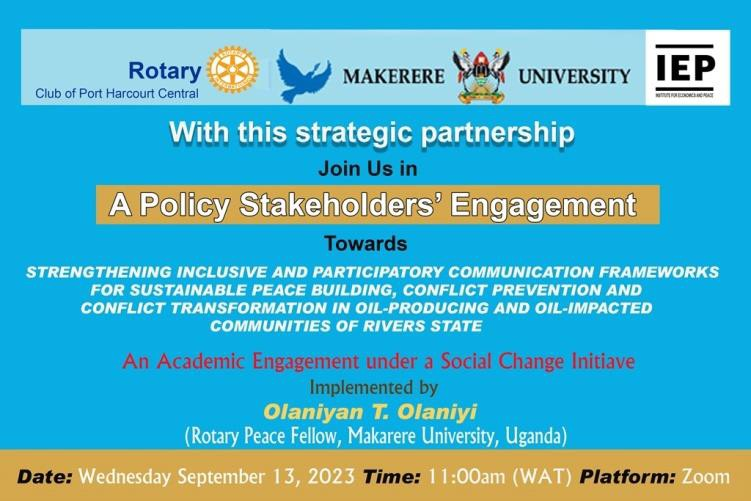 Rotary
Club of Port Harcourt Central
MAKERERE UNIVERSITY
IEP
INSTITUTE FOR ECONOMICS AND PEACE
With this strategic partnership
Join Us in
A Policy Stakeholders' Engagement
Towards
STRENGTHENING INCLUSIVE AND PARTICIPATORY COMMUNICATION FRAMEWORKS
FOR SUSTAINABLE PEACE BUILDING, CONFLICT PREVENTION AND
CONFLICT TRANSFORMATION IN OIL-PRODUCING AND OIL-IMPACTED
COMMUNITIES OF RIVERS STATE
An Academic Engagement under a Social Change Initiave
Implemented by
Olaniyan T. Olaniyi
(Rotary Peace Fellow, Makarere University, Uganda)
Date: Wednesday September 13, 2023 Time: 11:00am (WAT) Platform: Zoom